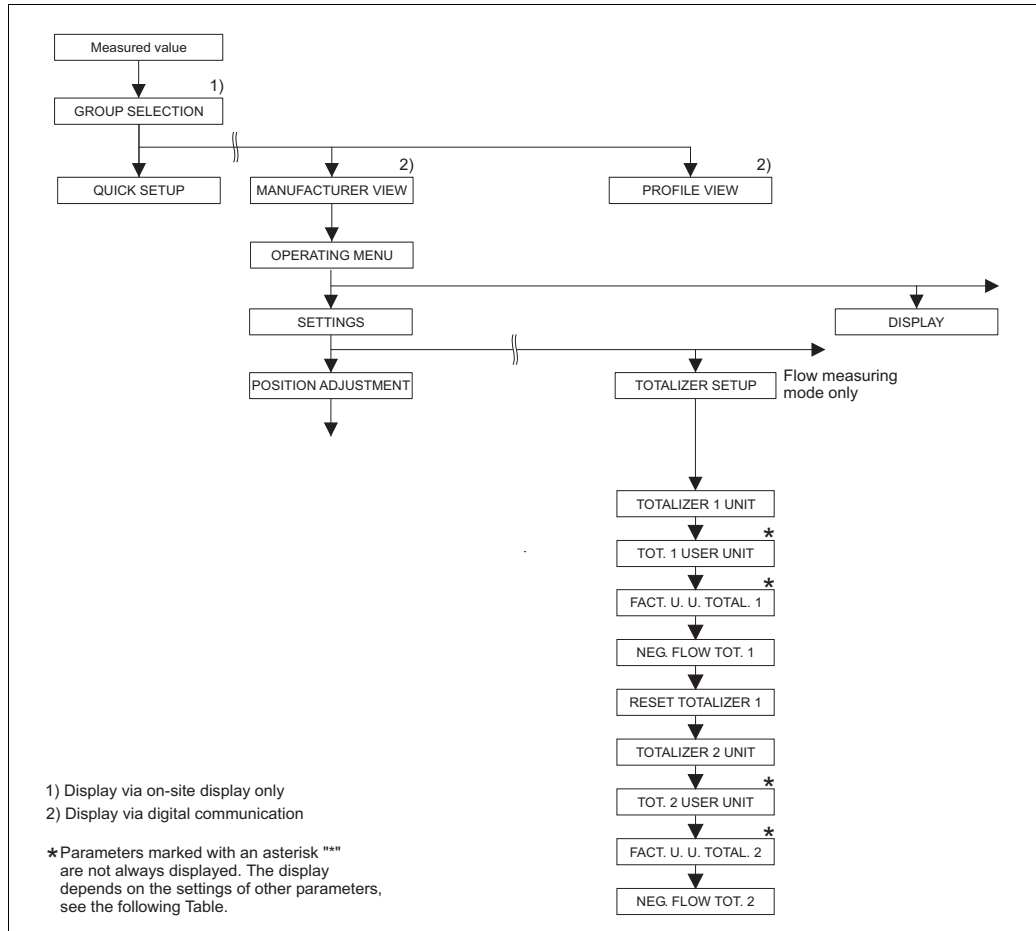 Measured value
1)
GROUP SELECTION
2)
2)
QUICK SETUP
MANUFACTURER VIEW
PROFILE VIEW
OPERATING MENU
SETTINGS
DISPLAY
POSITION ADJUSTMENT
TOTALIZER SETUP
Flow measuring
mode only
TOTALIZER 1 UNIT
*
TOT. 1 USER UNIT
*
FACT. U. U. TOTAL. 1
NEG. FLOW TOT. 1
RESET TOTALIZER 1
TOTALIZER 2 UNIT
*
TOT. 2 USER UNIT
*
FACT. U. U. TOTAL. 2
NEG. FLOW TOT. 2
1) Display via on-site display only
2) Display via digital communication
*Parameters marked with an asterisk "*"
are not always displayed. The display
depends on the settings of other parameters,
see the following Table.